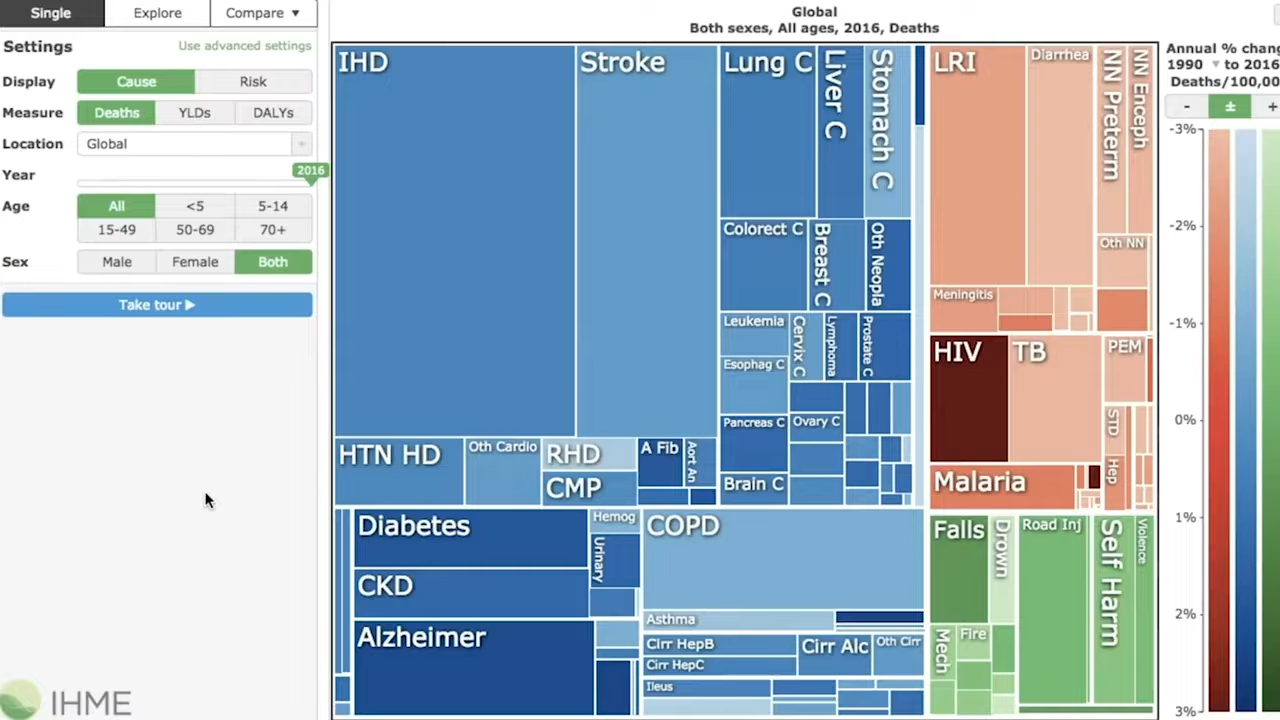 Single Explore Compare ▼
Settings Use advanced settings
Display Cause Risk
Measure Deaths YLDs DALYs
Location Global
Year
2016
Age All <5 5-14
15-49 50-69 70+
Sex Male Female Both
Take tour ▶
IHME
Global
Both sexes, All ages, 2016, Deaths
IHD
Stroke
HTN HD
Oth Cardio
RHD
CMP
A Fib
Aort An
Lung C
Liver C
Stomach C
Colorect C
Breast C
Oth Neopla
Leukemia
Cervix C
Lymphoma
Prostate C
Esophag C
Pancreas C
Ovary C
Brain C
Diabetes
CKD
Alzheimer
Hemog
Urinary
COPD
Asthma
Cirr HepB
Cirr HepC
Cirr Alc
Oth Cirr
Ileus
LRI
Diarrhea
NN Preterm
NN Enceph
Oth NN
Meningitis
HIV
TB
PEM
STD
Hep
Malaria
Falls
Drown
Road Inj
Self Harm
Violence
Mech
Fire
Annual % chang
1990 ▼ to 2016
Deaths/100,00
- ± +
-3%
-2%
-1%
0%
1%
2%
3%